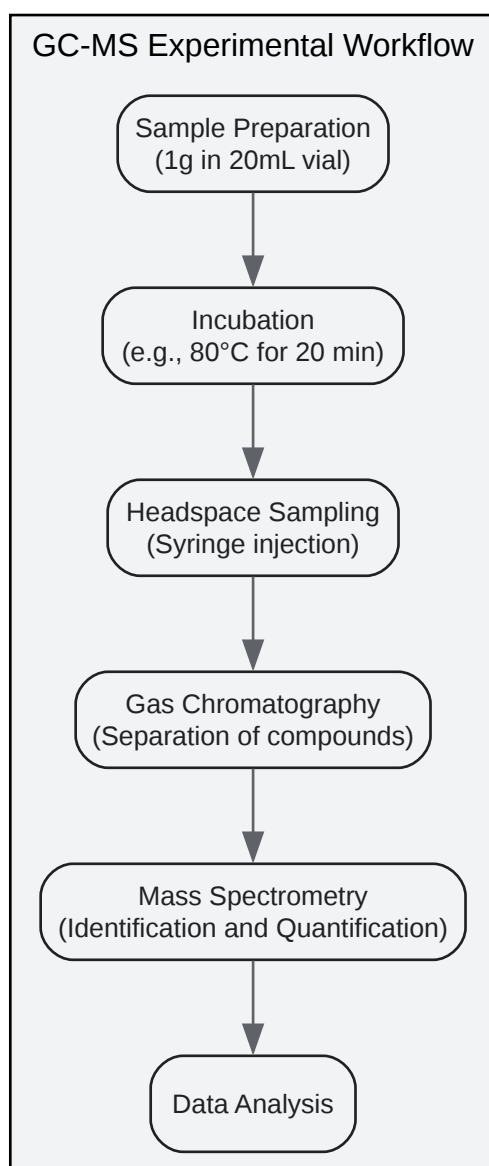 GC-MS Experimental Workflow
Sample Preparation
(1g in 20mL vial)
Incubation
(e.g., 80°C for 20 min)
Headspace Sampling
(Syringe injection)
Gas Chromatography
(Separation of compounds)
Mass Spectrometry
(Identification and Quantification)
Data Analysis